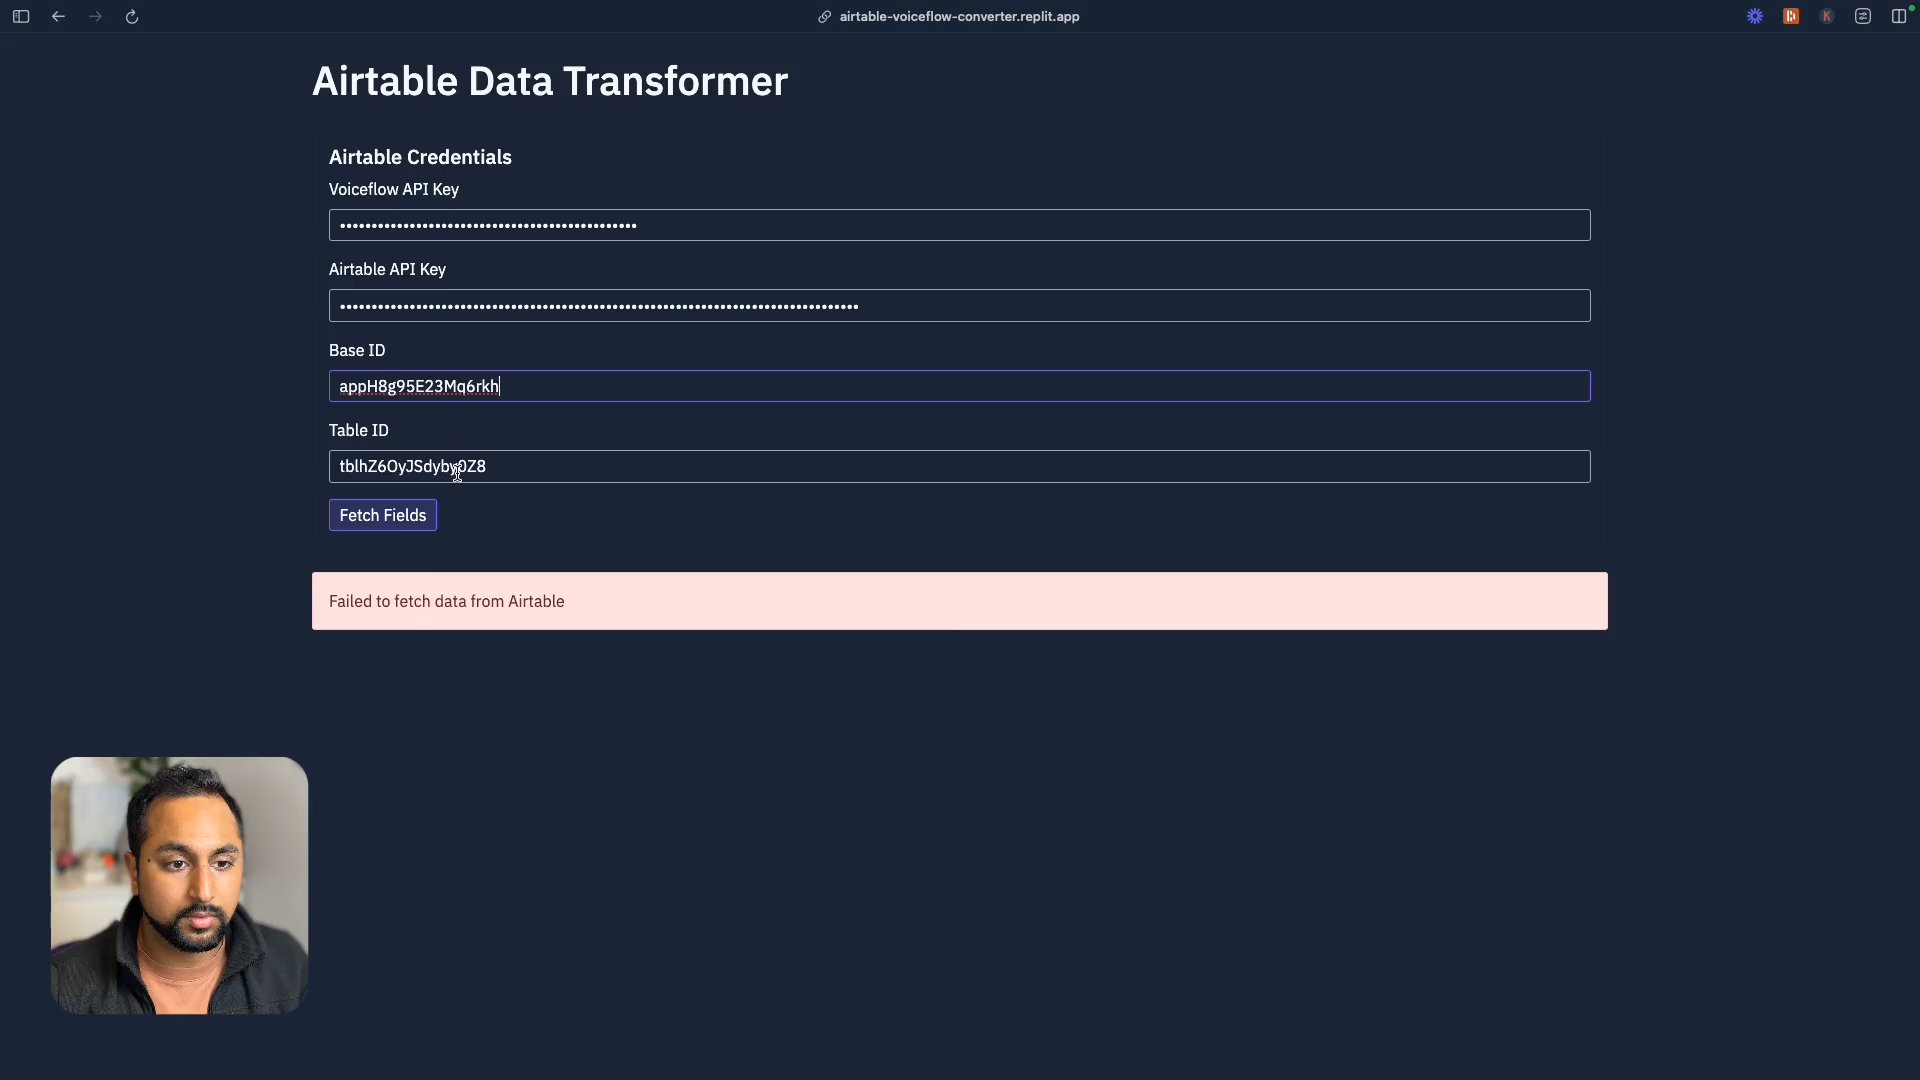 airtable-voiceflow-converter.replit.app
K
Airtable Data Transformer
Airtable Credentials
Voiceflow API Key
Airtable API Key
Base ID
appH8g95E23Mq6rkh
Table ID
tblhZ6OyJSdyby0Z8
Fetch Fields
Failed to fetch data from Airtable